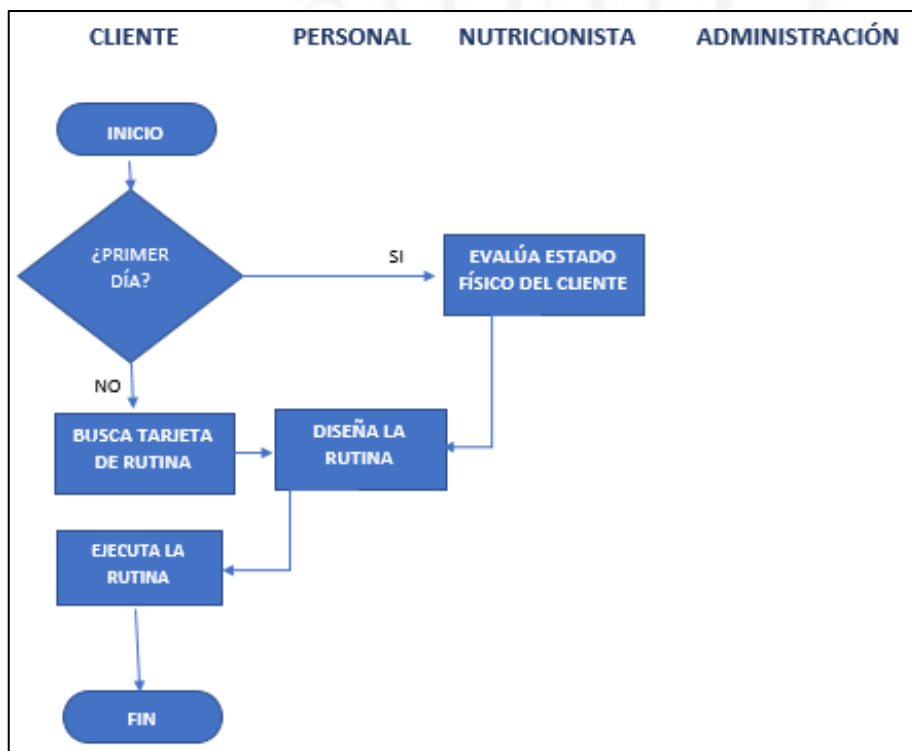 CLIENTE PERSONAL NUTRICIONISTA ADMINISTRACIÓN
INICIO
¿PRIMER
DÍA?
SI
EVALÚA ESTADO
FÍSICO DEL CLIENTE
NO
BUSCA TARJETA
DE RUTINA
DISEÑA LA
RUTINA
EJECUTA LA
RUTINA
FIN